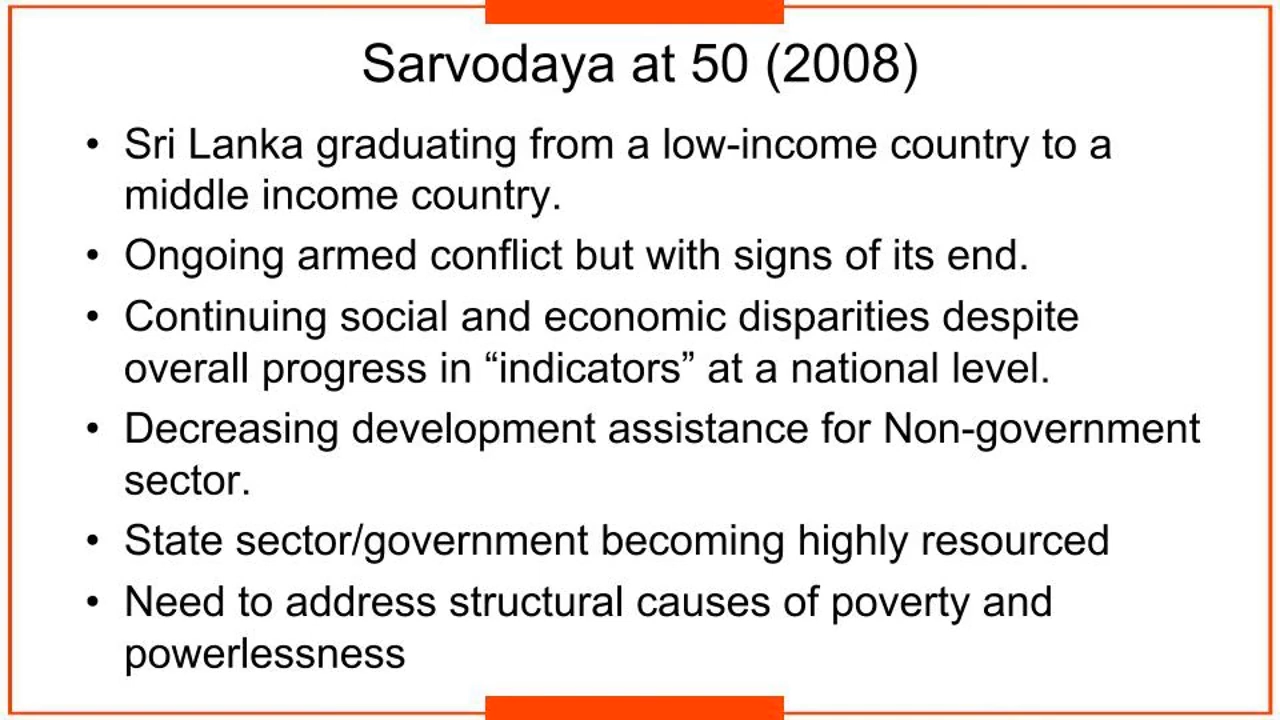 Sarvodaya at 50 (2008)
• Sri Lanka graduating from a low-income country to a
middle income country.
• Ongoing armed conflict but with signs of its end.
• Continuing social and economic disparities despite
overall progress in “indicators” at a national level.
• Decreasing development assistance for Non-government
sector.
• State sector/government becoming highly resourced
• Need to address structural causes of poverty and
powerlessness